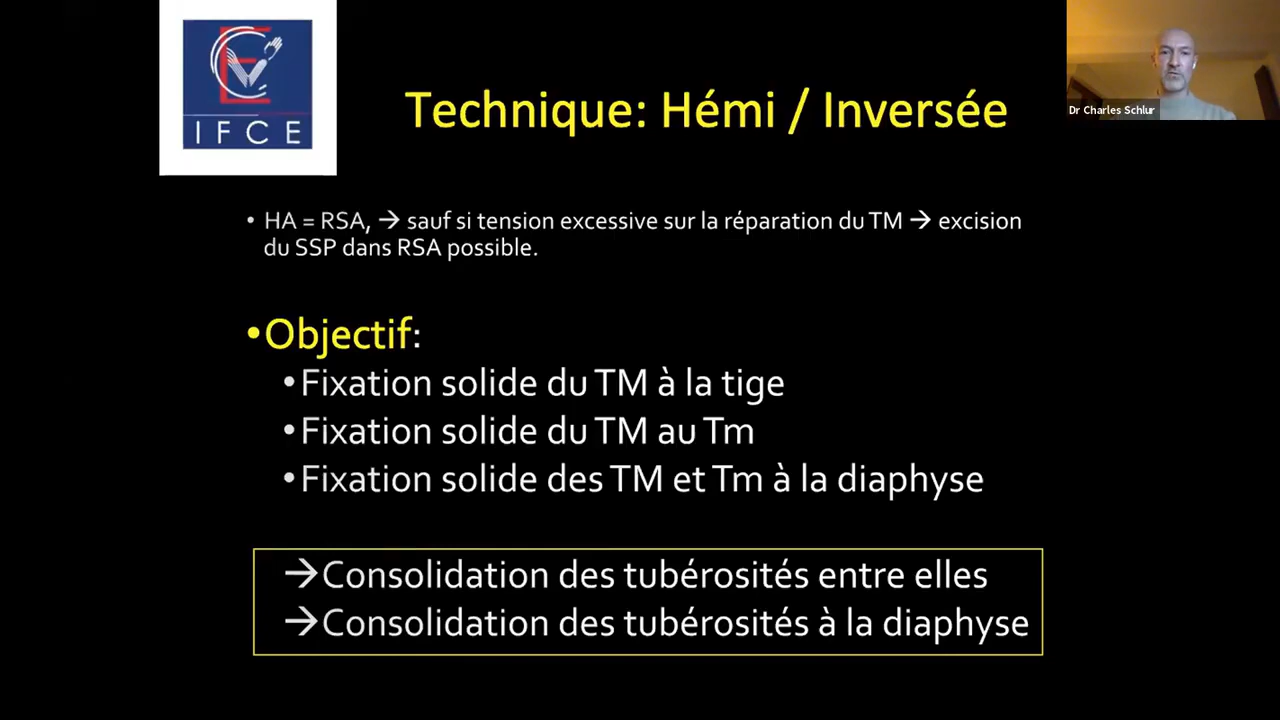 IFCE
Dr Charles Schlur
Technique: Hémi / Inversée
• HA = RSA, → sauf si tension excessive sur la réparation du TM → excision
du SSP dans RSA possible.
•Objectif:
•Fixation solide du TM à la tige
•Fixation solide du TM au Tm
•Fixation solide des TM et Tm à la diaphyse
→Consolidation des tubérosités entre elles
→Consolidation des tubérosités à la diaphyse